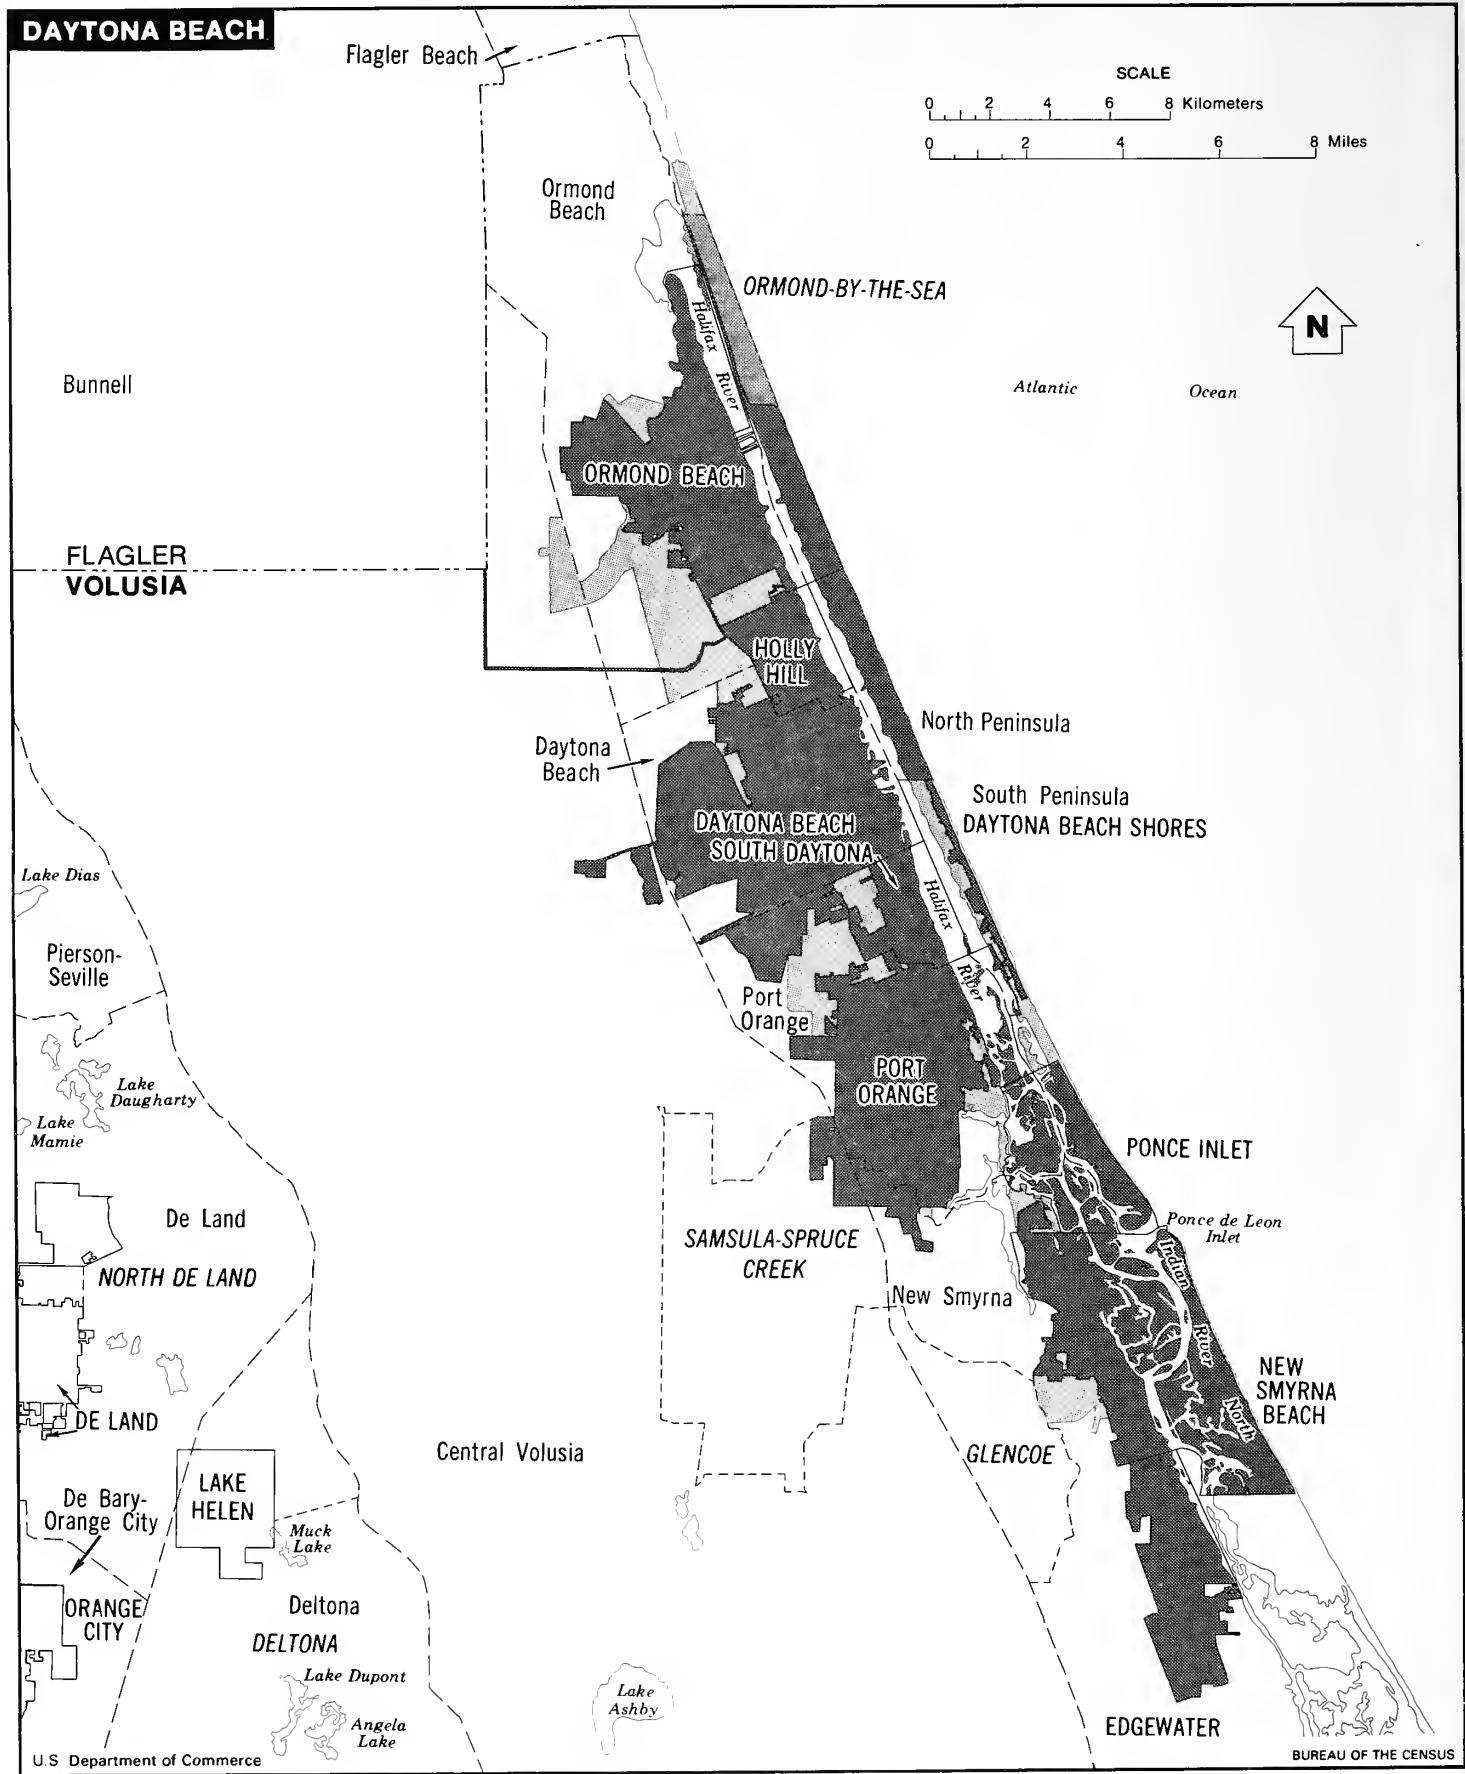 DAYTONA BEACH
Flagler Beach
SCALE
0 2 4 6 8 Kilometers
0 2 4 6 8 Miles
Ormond
Beach
ORMOND-BY-THE-SEA
N
Halifax
River
Bunnell
Atlantic Ocean
ORMOND BEACH
FLAGLER
VOLUSIA
HOLLY
HILL
North Peninsula
Daytona
Beach
South Peninsula
DAYTONA BEACH SHORES
DAYTONA BEACH
SOUTH DAYTONA
Lake Dias
Halifax
River
Pierson-
Seville
Port
Orange
PORT
ORANGE
Lake
Daugharty
Lake
Mamie
PONCE INLET
De Land
Ponce de Leon
Inlet
SAMSULA-SPRUCE
CREEK
NORTH DE LAND
Indian
River
North
New Smyrna
NEW
SMYRNA
BEACH
DE LAND
Central Volusia
GLENCOE
LAKE
HELEN
De Bary-
Orange City
Muck
Lake
ORANGE
CITY
Deltona
DELTONA
Lake Dupont
Angela
Lake
Lake
Ashby
EDGEWATER
U.S Department of Commerce
BUREAU OF THE CENSUS